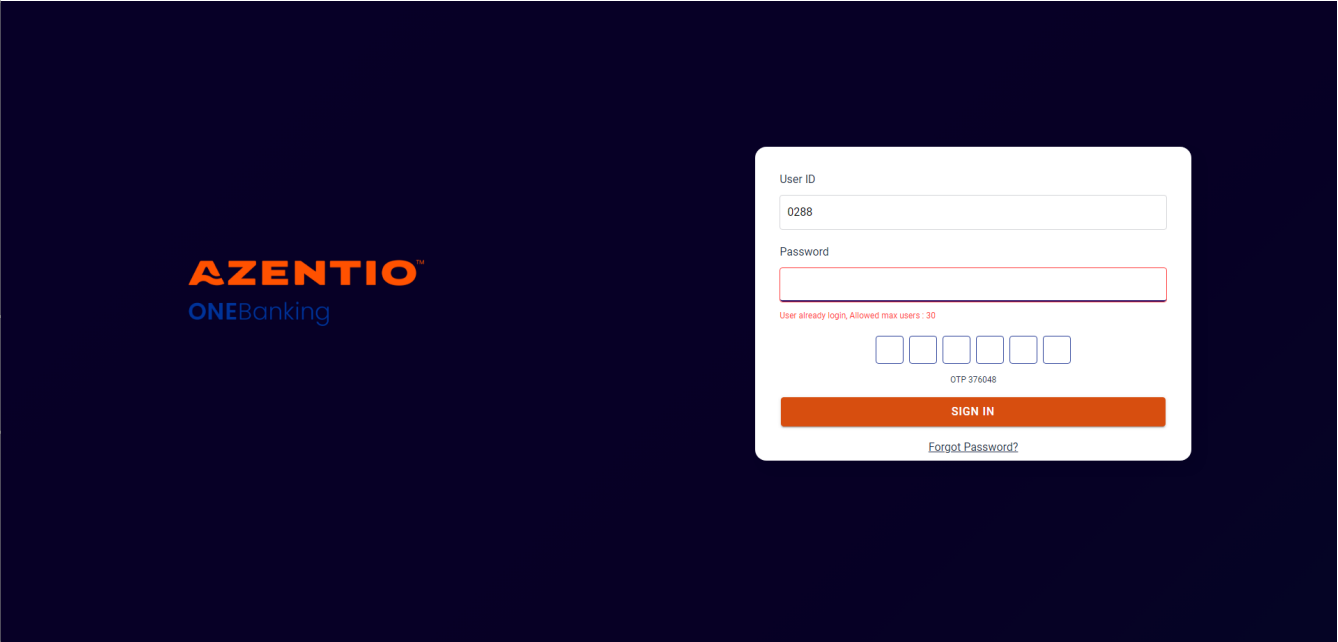 AZENTIO™
ONEBanking
User ID
0288
Password
User already login, Allowed max users : 30
OTP 376048
SIGN IN
Forgot Password?